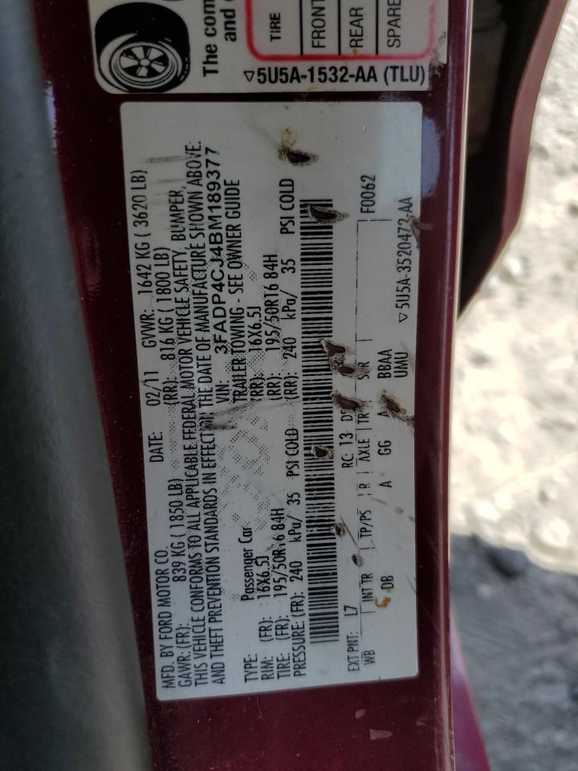 The com
and c
TIRE
FRONT
REAR
SPARE
▽5U5A-1532-AA (TLU)
MFD. BY FORD MOTOR CO.
DATE: 02/11 GVWR: 1642 KG ( 3620 LB)
GAWR: (FR): 839 KG ( 1850 LB) (RR): 816 KG ( 1800 LB)
THIS VEHICLE CONFORMS TO ALL APPLICABLE FEDERAL MOTOR VEHICLE SAFETY, BUMPER,
AND THEFT PREVENTION STANDARDS IN EFFECT ON THE DATE OF MANUFACTURE SHOWN ABOVE.
VIN: 3FADP4CJ4BM189377
TYPE: Passenger Car TRAILER TOWING - SEE OWNER GUIDE
RIM: (FR): 16X6.5J (RR): 16X6.5J
TIRE: (FR): 195/50R16 84H (RR): 195/50R16 84H
PRESSURE: (FR): 240 kPa/ 35 PSI COLD (RR): 240 kPa/ 35 PSI COLD
F0062
EXT PNT: L7 RC: 13
WB INT TR TP/PS R AXLE TR
DB A GG BBAA
UMU
▽5U5A-3520472-AA